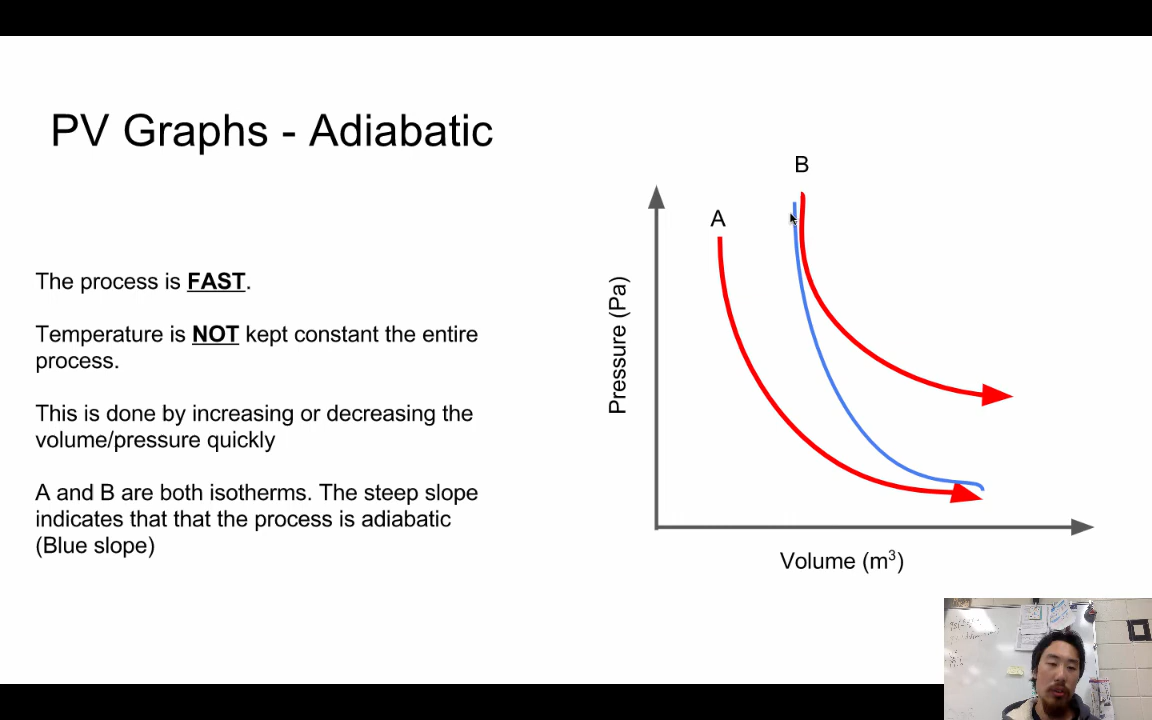 PV Graphs - Adiabatic
The process is FAST.
Temperature is NOT kept constant the entire
process.
This is done by increasing or decreasing the
volume/pressure quickly
A and B are both isotherms. The steep slope
indicates that that the process is adiabatic
(Blue slope)
B
A
Pressure (Pa)
Volume (m³)